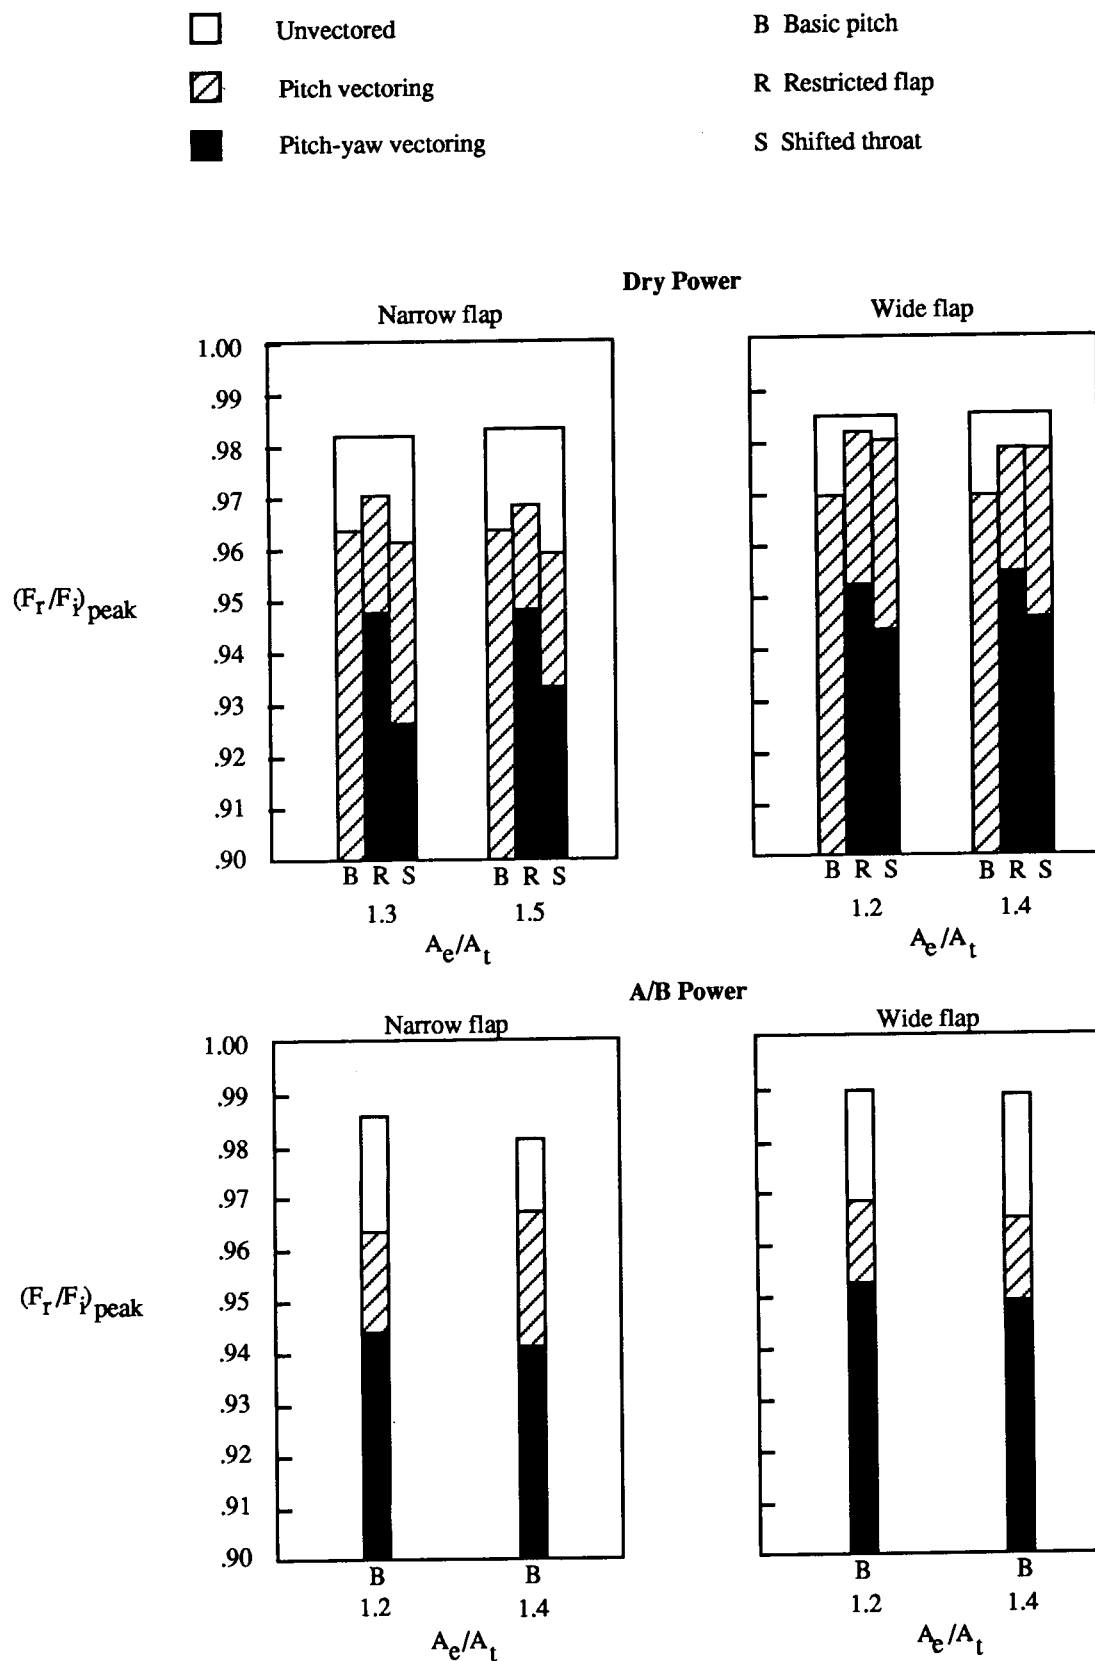 Unvectored
B Basic pitch
Pitch vectoring
R Restricted flap
Pitch-yaw vectoring
S Shifted throat
Dry Power
Narrow flap
Wide flap
1.00
.99
.98
.97
.96
.95
.94
.93
.92
.91
.90
(Fr/Fi)peak
B R S B R S
1.3 1.5
Ae/At
B R S B R S
1.2 1.4
Ae/At
A/B Power
Narrow flap
Wide flap
1.00
.99
.98
.97
.96
.95
.94
.93
.92
.91
.90
(Fr/Fi)peak
B B
1.2 1.4
Ae/At
B B
1.2 1.4
Ae/At